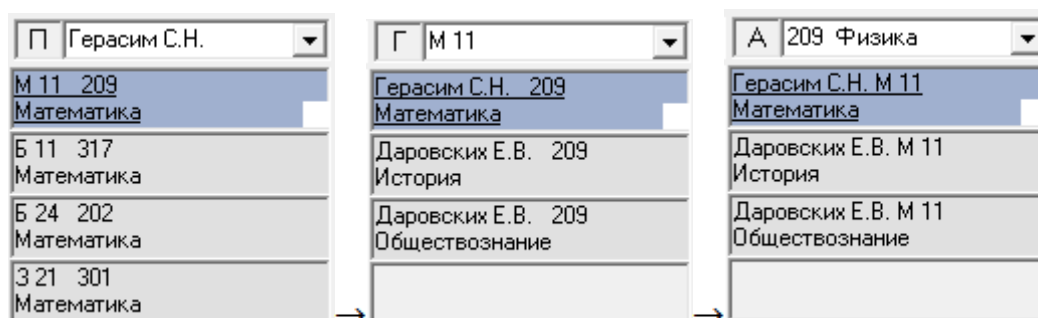 П Герасим С.Н.
М 11 209
Математика
Б 11 317
Математика
Б 24 202
Математика
З 21 301
Математика
→
Г М 11
Герасим С.Н. 209
Математика
Даровских Е.В. 209
История
Даровских Е.В. 209
Обществознание
→
А 209 Физика
Герасим С.Н. М 11
Математика
Даровских Е.В. М 11
История
Даровских Е.В. М 11
Обществознание